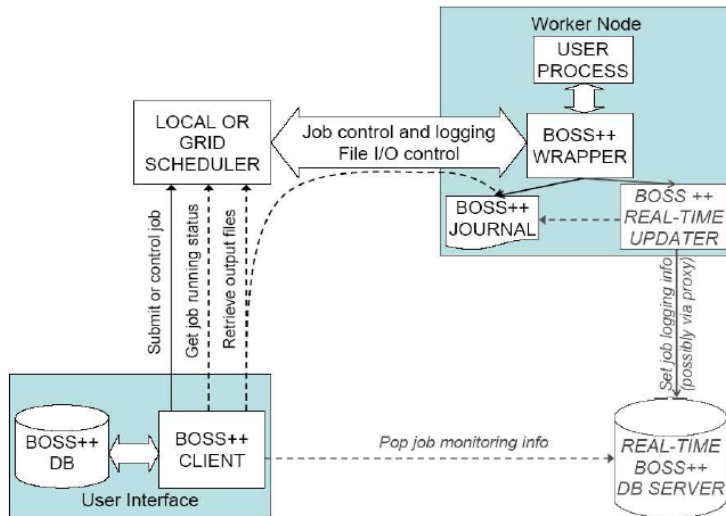 Worker Node
USER
PROCESS
LOCAL OR
GRID
SCHEDULER
Job control and logging
File I/O control
BOSS++
WRAPPER
BOSS++
JOURNAL
BOSS ++
REAL-TIME
UPDATER
Submit or control job
Get job running status
Retrieve output files
Set job logging info
(possibly via proxy)
BOSS++
DB
BOSS++
CLIENT
User Interface
Pop job monitoring info
REAL-TIME
BOSS++
DB SERVER